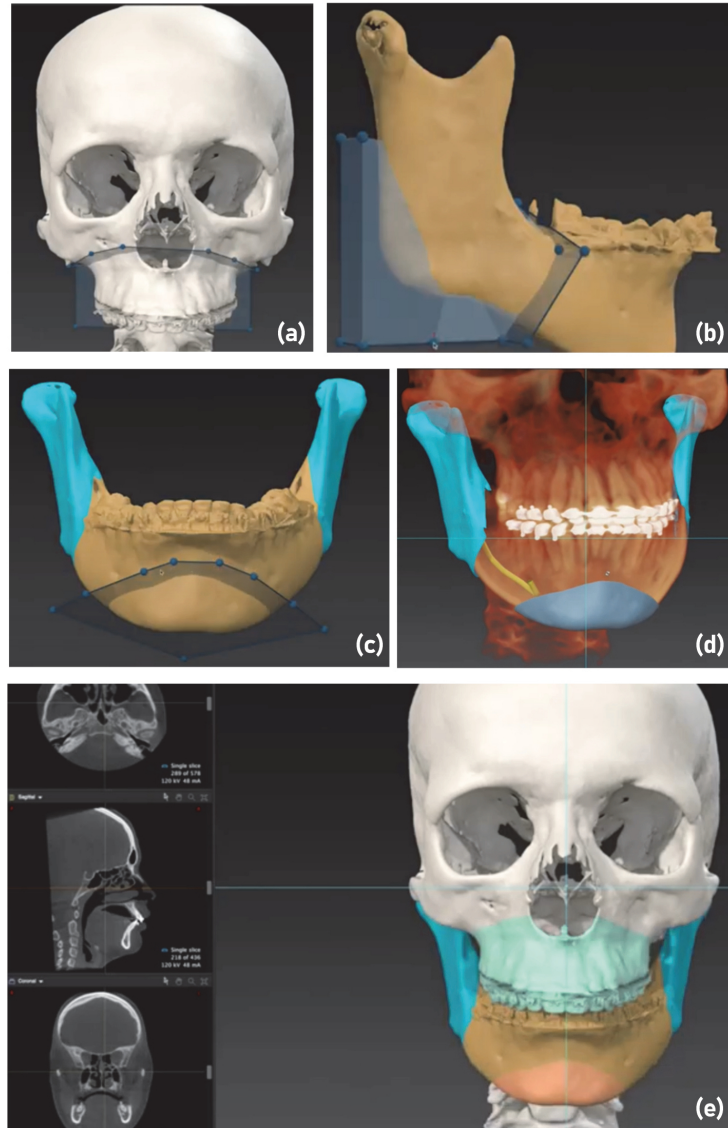 (a)
(b)
(c)
(d)
Single slice
289 of 578
120 kV 48 mA
Sagittal
Single slice
218 of 436
120 kV 48 mA
Coronal
(e)